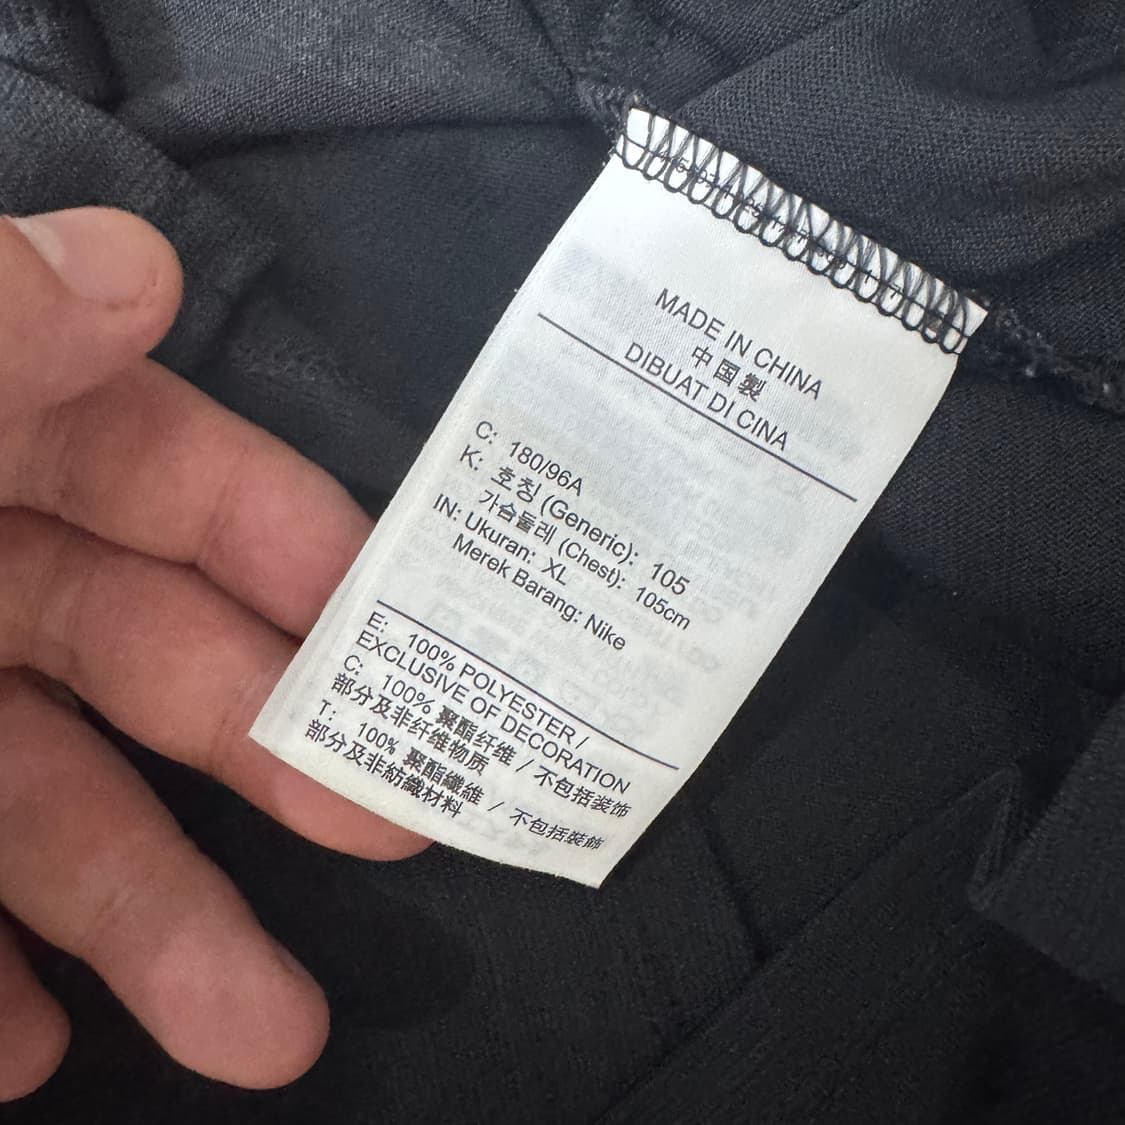 MADE IN CHINA
中国製
DIBUAT DI CINA
C: 180/96A
K: 호칭 (Generic): 105
가슴둘레 (Chest): 105cm
IN: Ukuran: XL
Merek Barang: Nike
E: 100% POLYESTER /
EXCLUSIVE OF DECORATION
C: 100% 聚酯纤维 / 不包括装饰
部分及非纤维物质
T: 100% 聚酯纖維 / 不包括裝飾
部分及非紡織材料